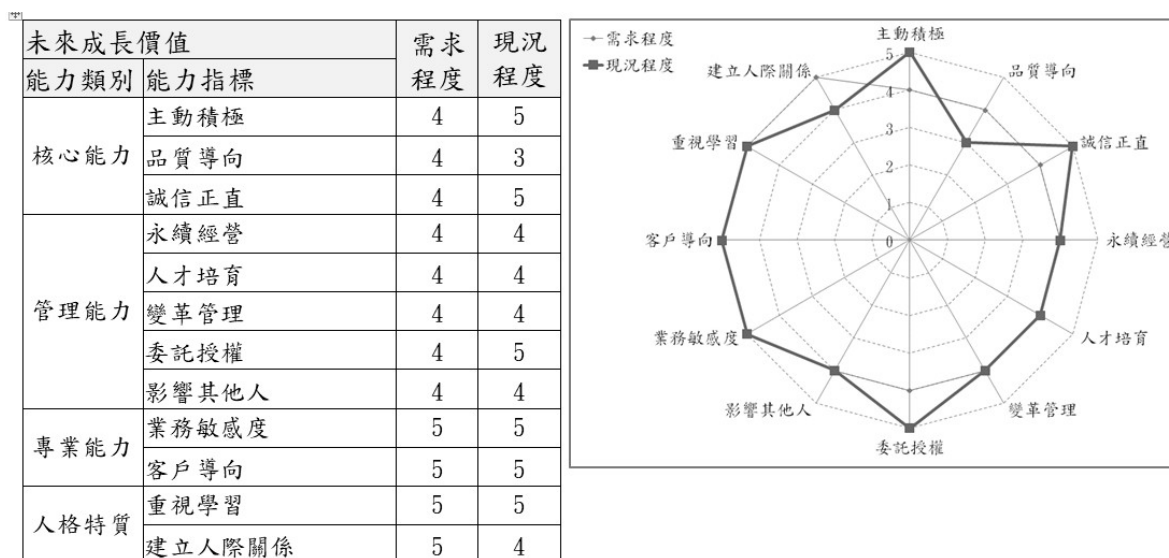 未來成長價值 需求程度 現況程度
能力類別 能力指標
核心能力 主動積極 4 5
品質導向 4 3
誠信正直 4 5
管理能力 永續經營 4 4
人才培育 4 4
變革管理 4 4
委託授權 4 5
影響其他人 4 4
專業能力 業務敏感度 5 5
客戶導向 5 5
人格特質 重視學習 5 5
建立人際關係 5 4
需求程度
現況程度
主動積極
品質導向
誠信正直
永續經營
人才培育
變革管理
委託授權
影響其他人
業務敏感度
客戶導向
重視學習
建立人際關係
5
4
3
2
1
0